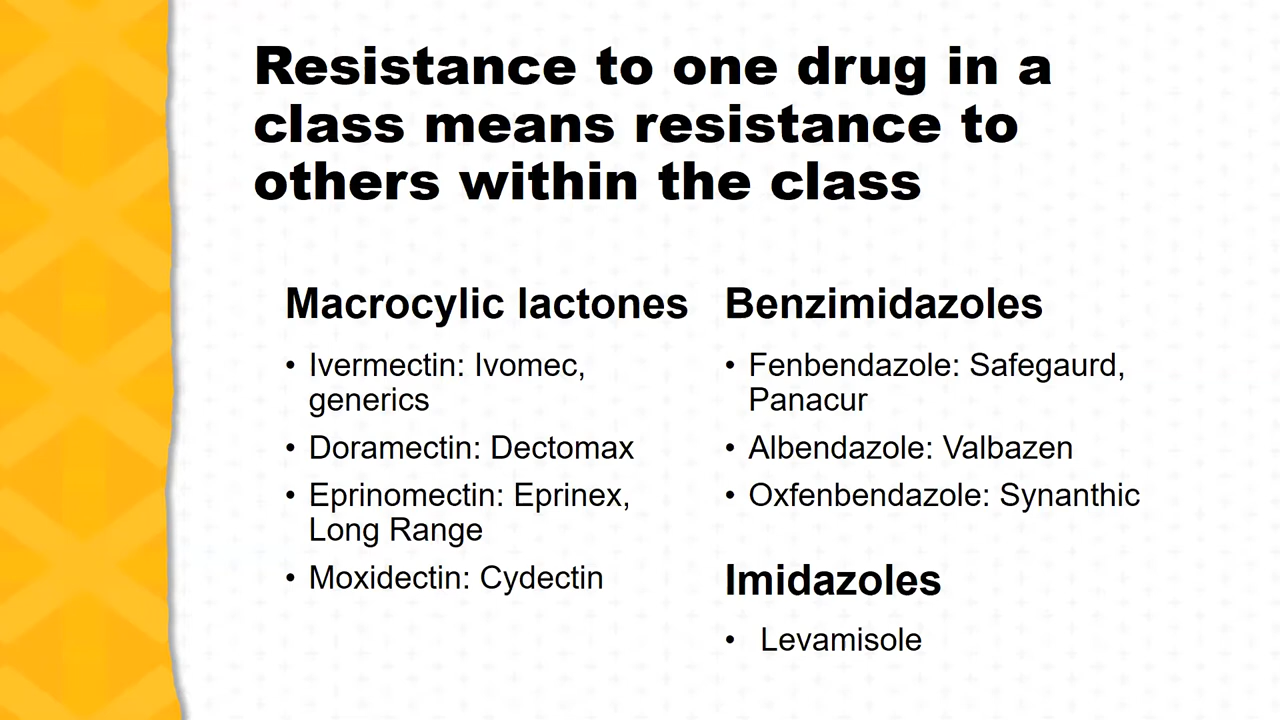 Resistance to one drug in a
class means resistance to
others within the class
Macrocylic lactones
• Ivermectin: Ivomec,
generics
• Doramectin: Dectomax
• Eprinomectin: Eprinex,
Long Range
• Moxidectin: Cydectin
Benzimidazoles
• Fenbendazole: Safegaurd,
Panacur
• Albendazole: Valbazen
• Oxfenbendazole: Synanthic
Imidazoles
• Levamisole